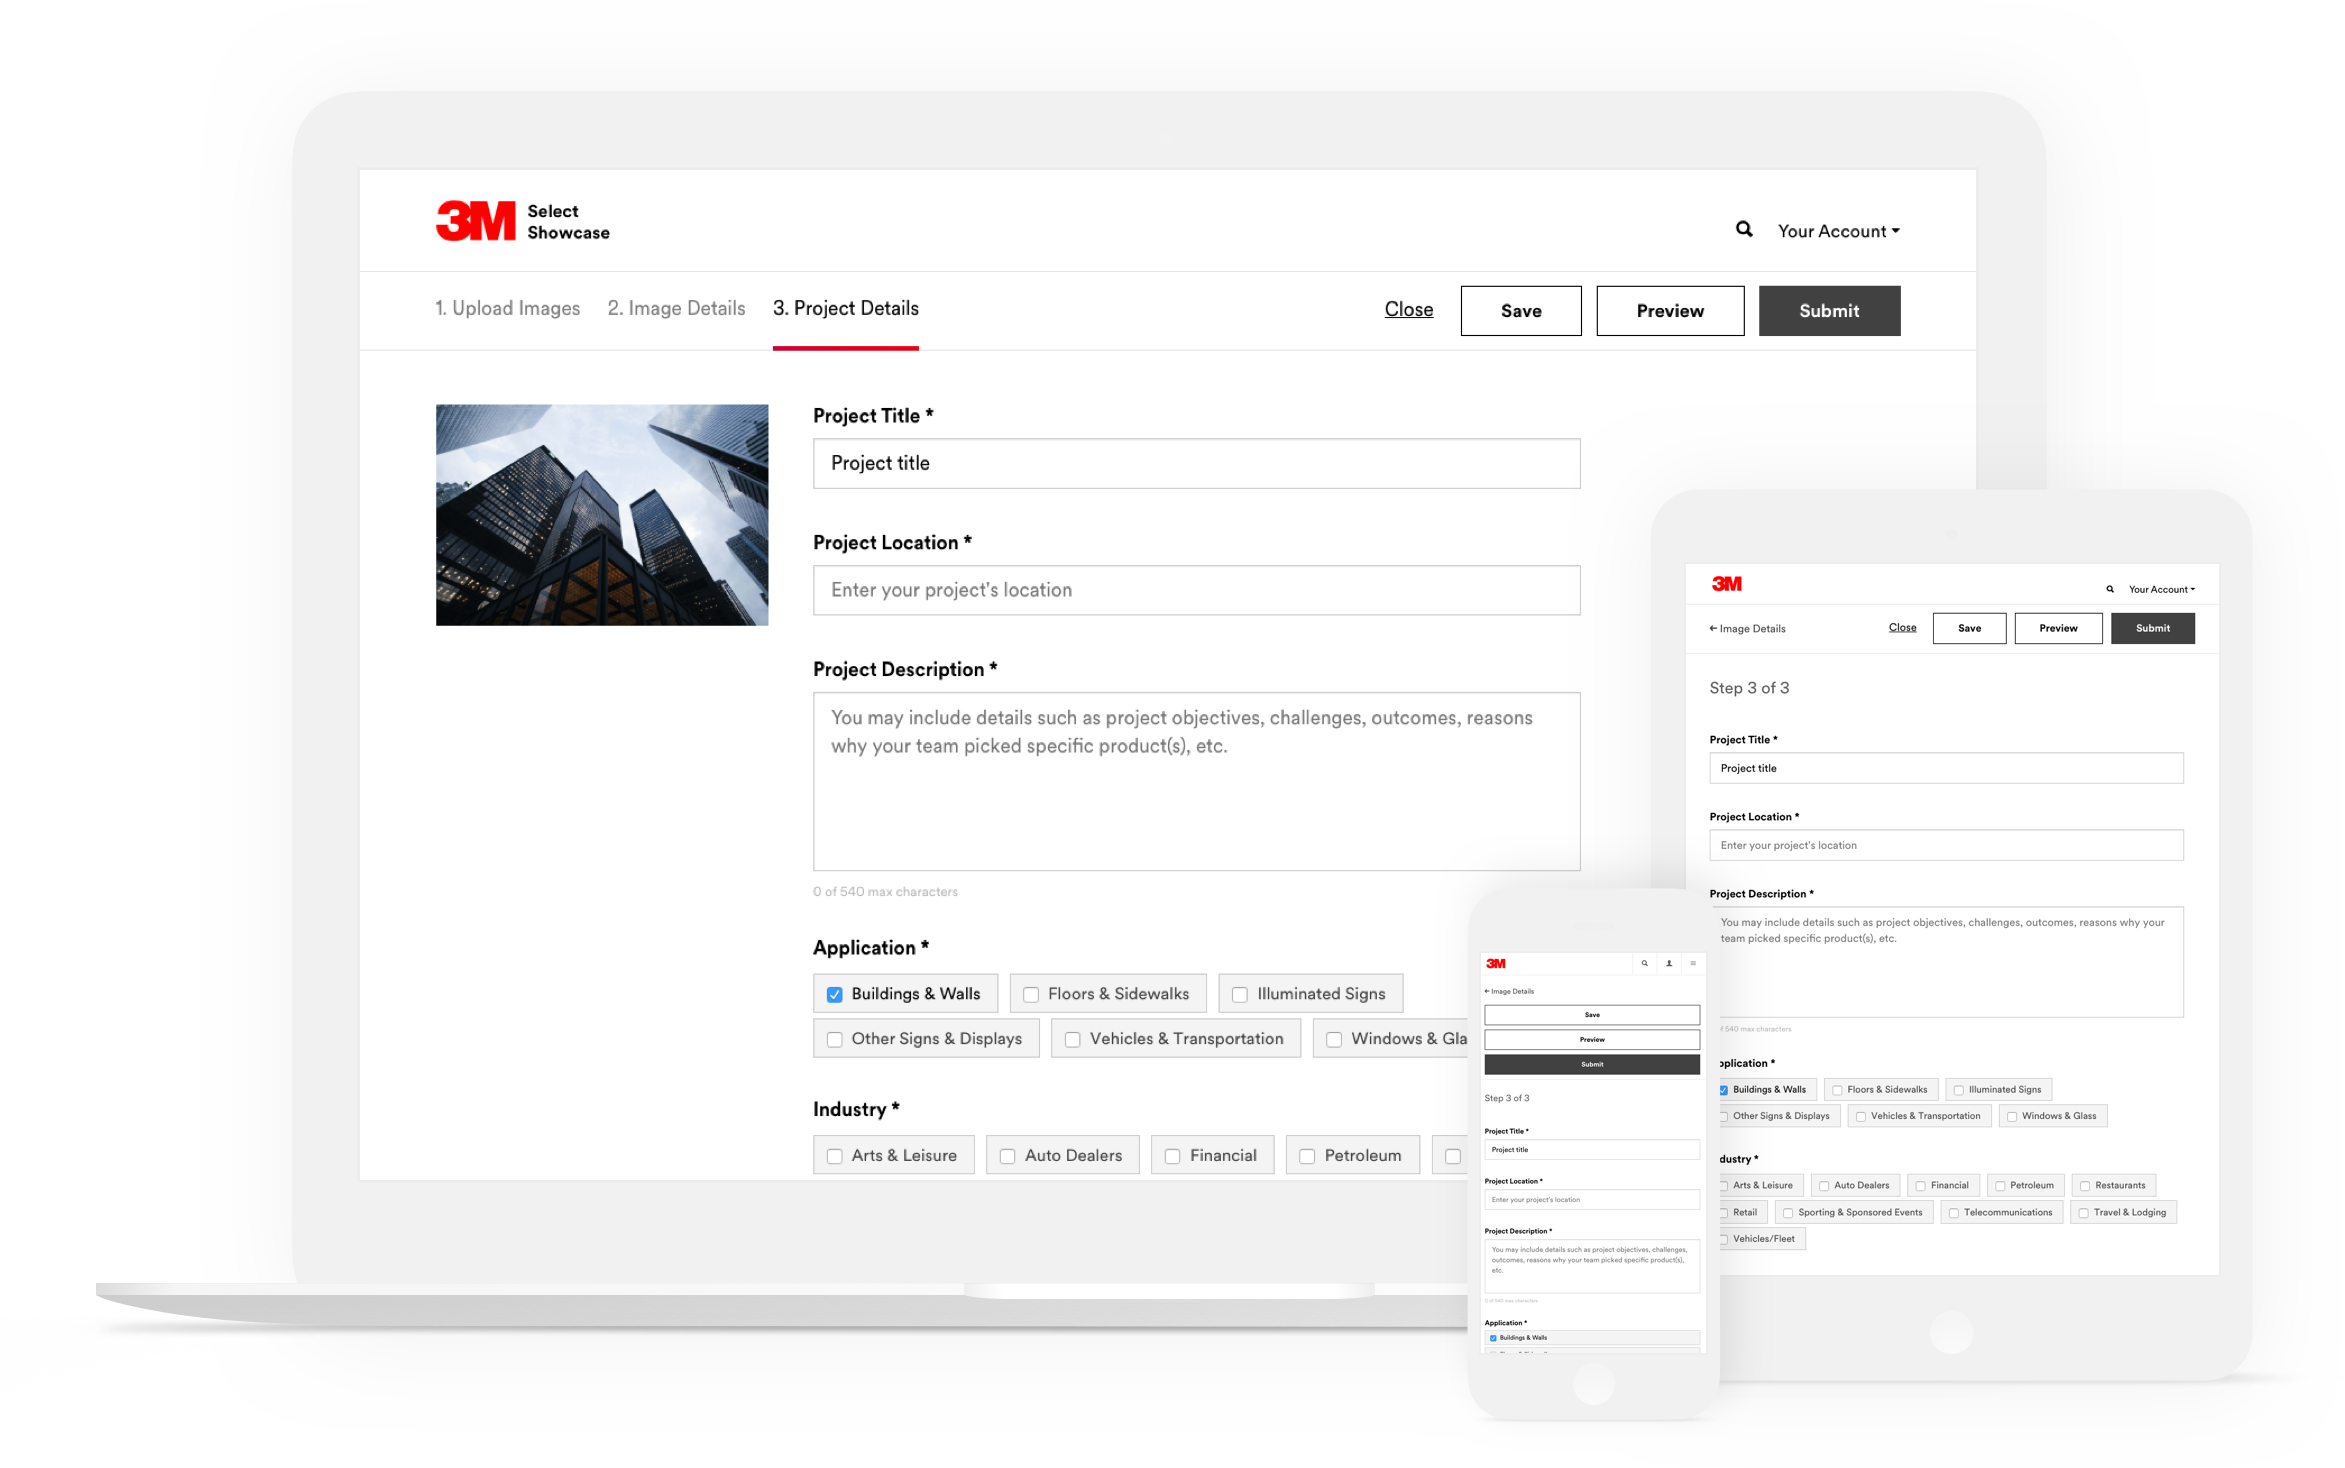 3M Select
Showcase
Your Account
1. Upload Images 2. Image Details 3. Project Details Close Save Preview Submit
Project Title *
Project title
Project Location *
Enter your project's location
Project Description *
You may include details such as project objectives, challenges, outcomes, reasons
why your team picked specific product(s), etc.
0 of 540 max characters
Application *
Buildings & Walls Floors & Sidewalks Illuminated Signs
Other Signs & Displays Vehicles & Transportation Windows & Gla
Industry *
Arts & Leisure Auto Dealers Financial Petroleum
3M Your Account
Image Details Close Save Preview Submit
Step 3 of 3
Project Title *
Project title
Project Location *
Enter your project's location
Project Description *
You may include details such as project objectives, challenges, outcomes, reasons why your
team picked specific product(s), etc.
f 540 max characters
pplication *
Buildings & Walls Floors & Sidewalks Illuminated Signs
Other Signs & Displays Vehicles & Transportation Windows & Glass
dustry *
Arts & Leisure Auto Dealers Financial Petroleum Restaurants
Retail Sporting & Sponsored Events Telecommunications Travel & Lodging
Vehicles/Fleet
3M
Image Details
Save
Preview
Submit
Step 3 of 3
Project Title *
Project title
Project Location *
Enter your project's location
Project Description *
You may include details such as project objectives, challenges,
outcomes, reasons why your team picked specific product(s),
etc.
0 of 540 max characters
Application *
Buildings & Walls